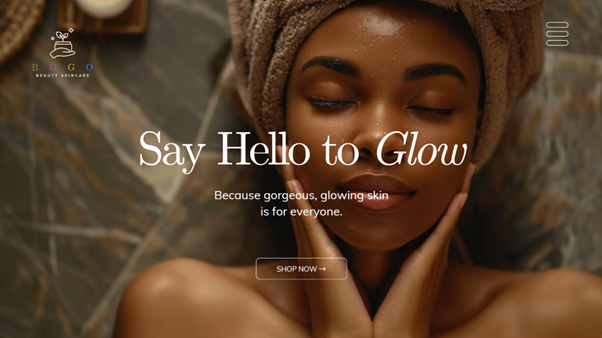 B O G O
BEAUTY SKINCARE
Say Hello to Glow
Because gorgeous, glowing skin
is for everyone.
SHOP NOW →